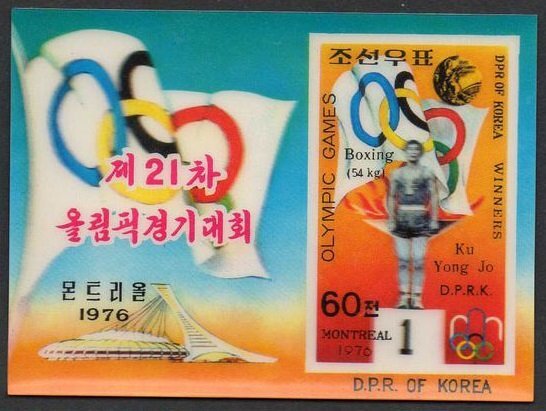 제 21 차
올림픽경기대회
몬트리올
1976
조선우표
DPR OF KOREA WINNERS
OLYMPIC GAMES
Boxing
(54 kg)
Ku
Yong Jo
D.P.R.K.
60전
MONTREAL
1976
1
D.P.R. OF KOREA